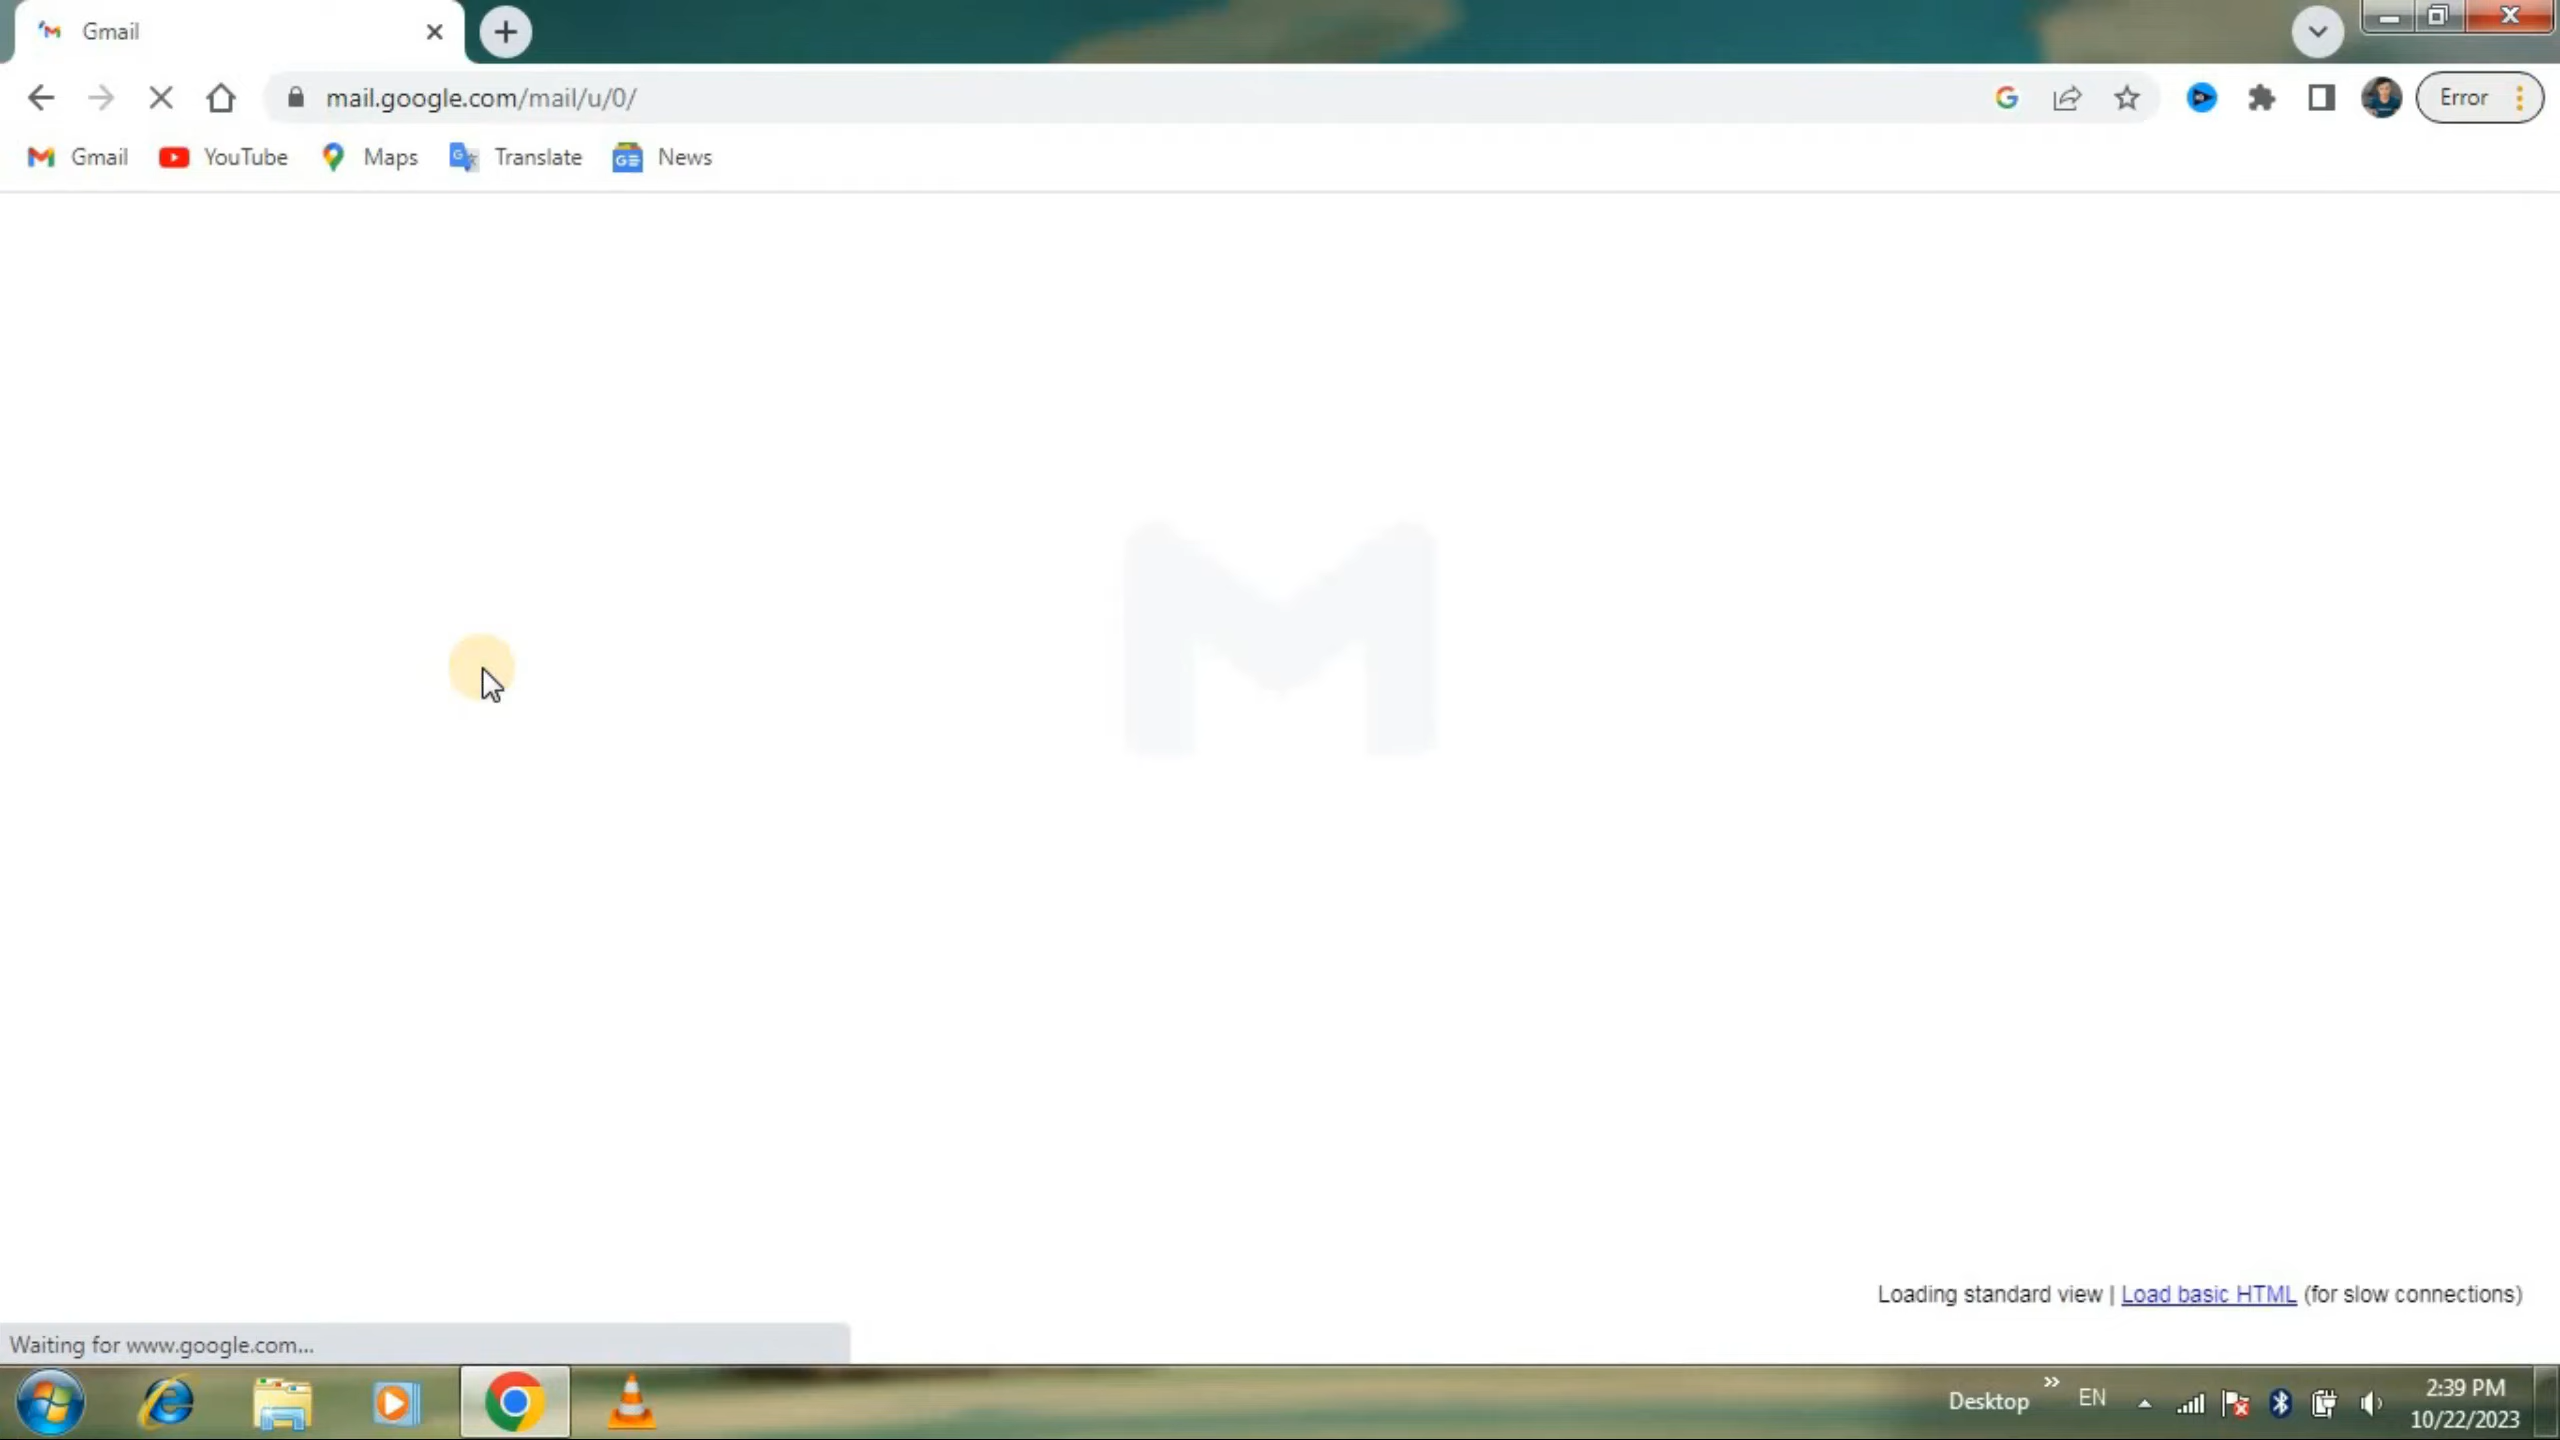 Gmail
mail.google.com/mail/u/0/
Error
Gmail YouTube Maps Translate News
Loading standard view | Load basic HTML (for slow connections)
Waiting for www.google.com...
Desktop » EN 2:39 PM
10/22/2023